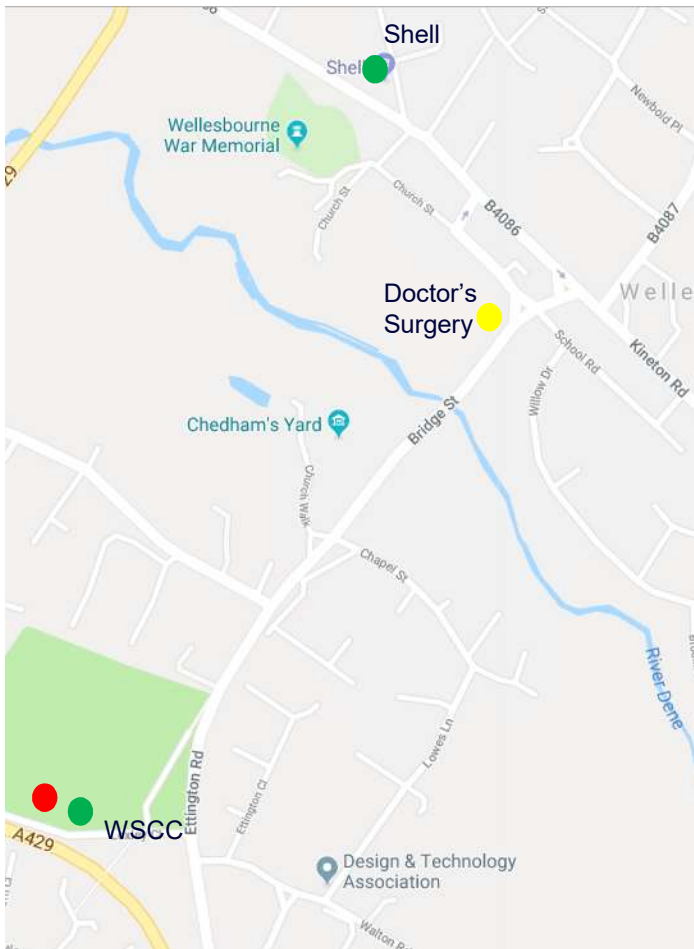 Shell
Shell
Wellesbourne
War Memorial
Newbold Pl
Church St
Church St
B4086
B4087
Doctor's
Surgery
Welle
School Rd
Kineton Rd
Willow Dr
Bridge St
Chedham's Yard
Church Walk
Chapel St
River Dene
Lowes Ln
Ettington Rd
Ettington Cl
WSCC
A429
Design & Technology
Association
Walton Rd